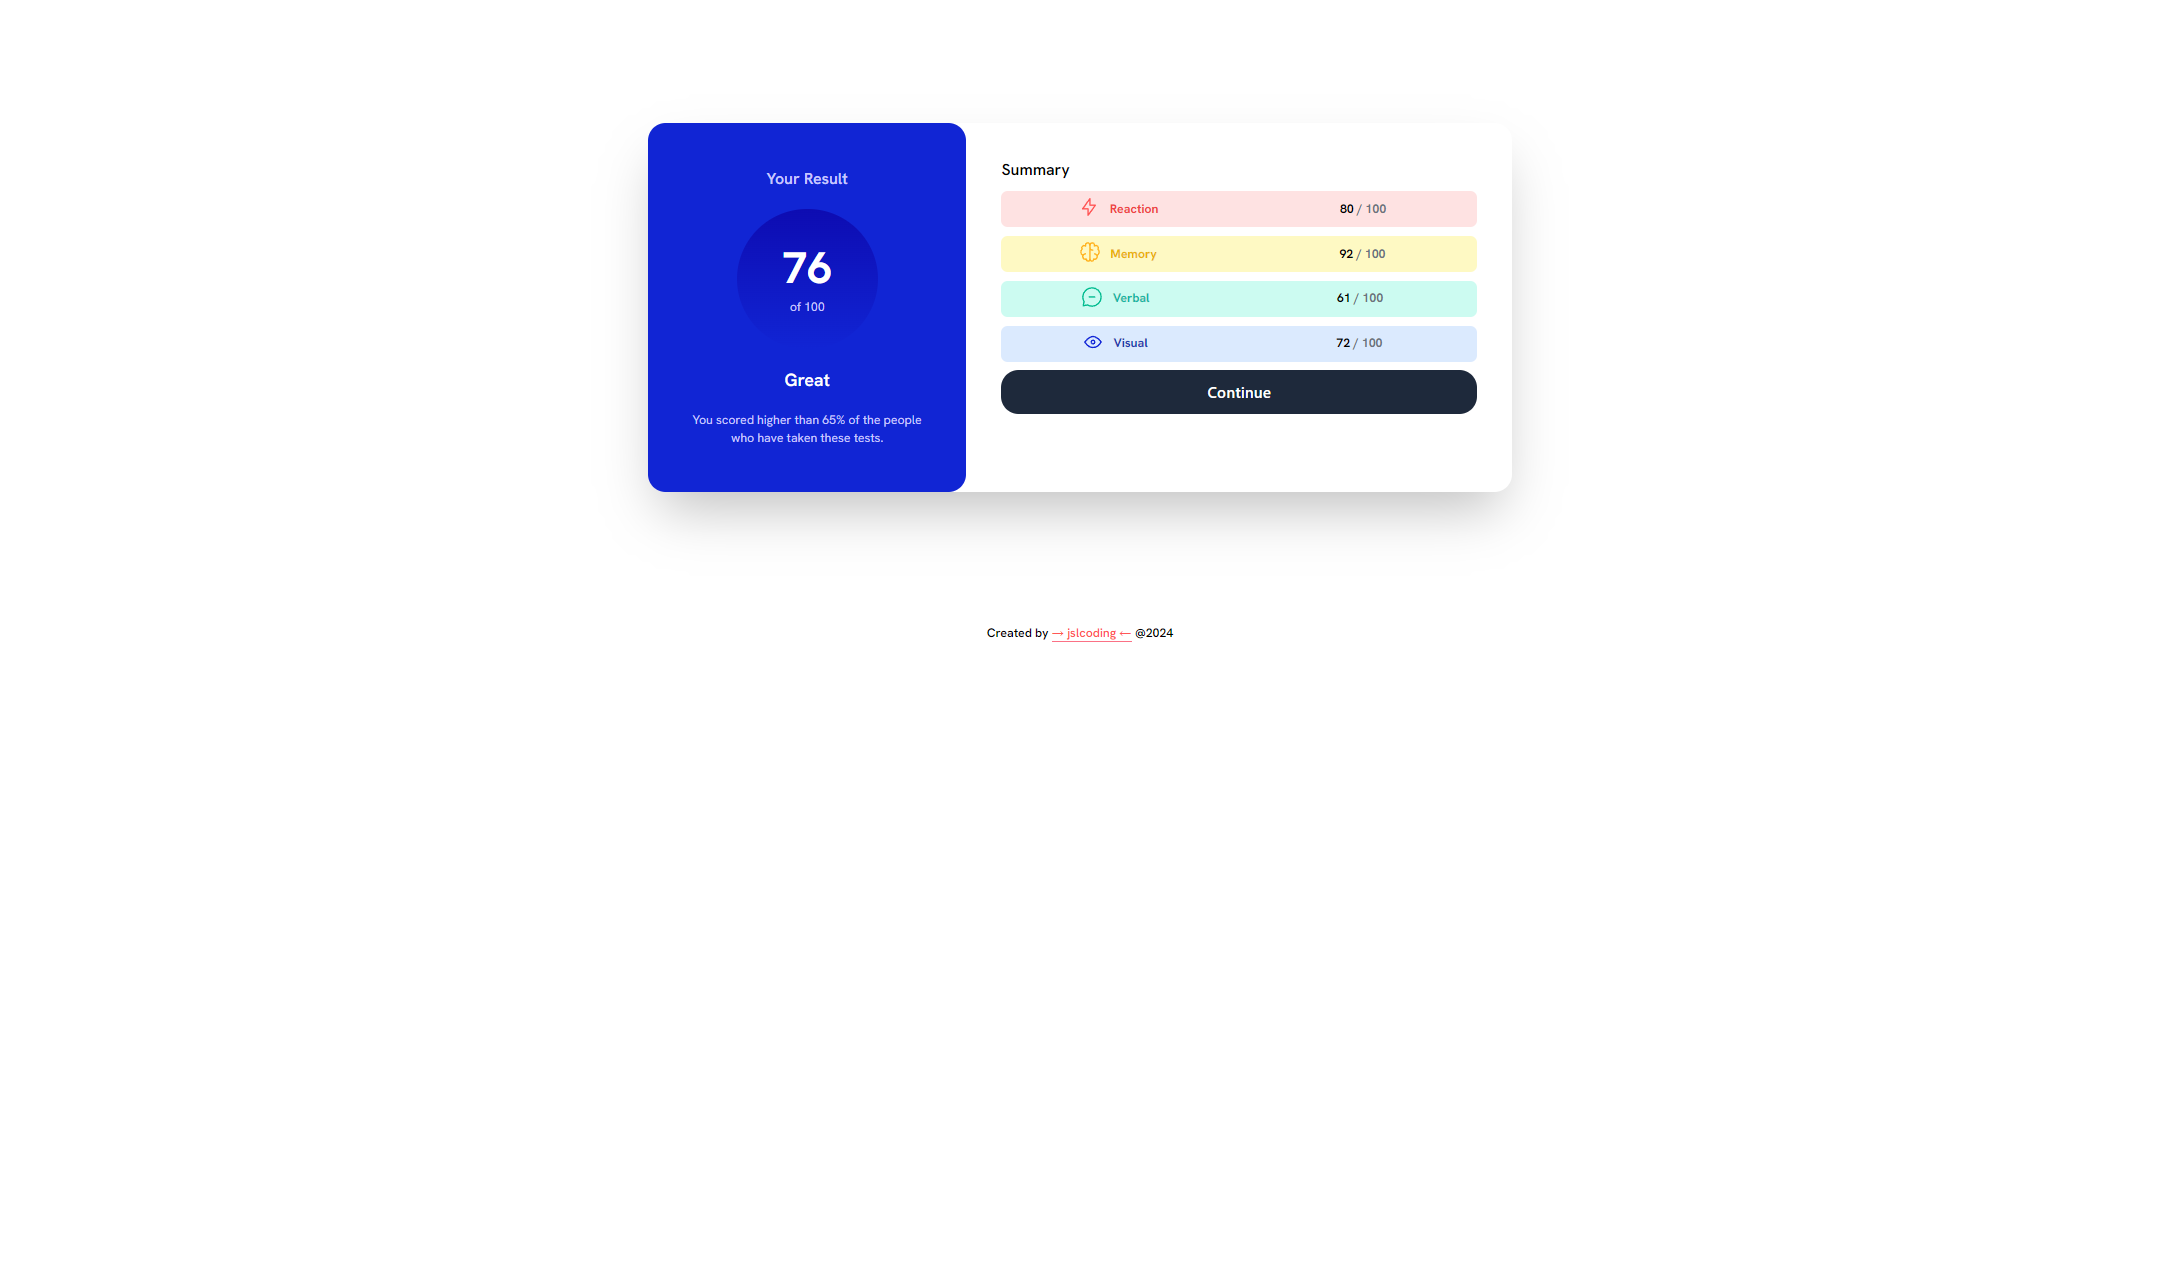 Your Result
76
of 100
Great
You scored higher than 65% of the people
who have taken these tests.
Summary
Reaction 80 / 100
Memory 92 / 100
Verbal 61 / 100
Visual 72 / 100
Continue
Created by → jslcoding ← @2024